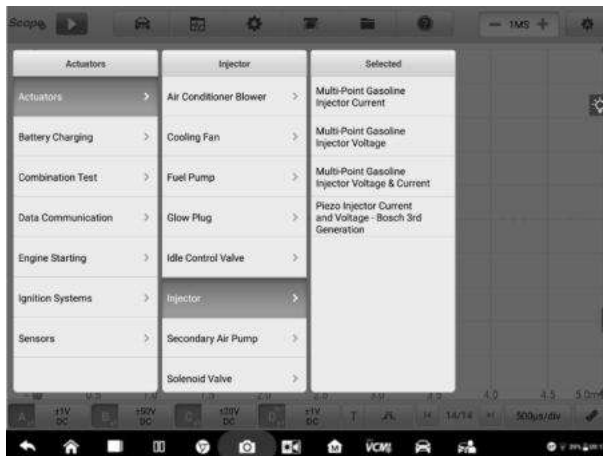 Scope
1MS
Actuators
Injector
Selected
Actuators
Battery Charging
Combination Test
Data Communication
Engine Starting
Ignition Systems
Sensors
Air Conditioner Blower
Cooling Fan
Fuel Pump
Glow Plug
Idle Control Valve
Injector
Secondary Air Pump
Solenoid Valve
Multi-Point Gasoline
Injector Current
Multi-Point Gasoline
Injector Voltage
Multi-Point Gasoline
Injector Voltage & Current
Piezo Injector Current
and Voltage - Bosch 3rd
Generation
4.0 4.5
A ±1V DC
B ±50V DC
C ±20V DC
D ±1V DC
T
14/14
500μs/div
VCMI